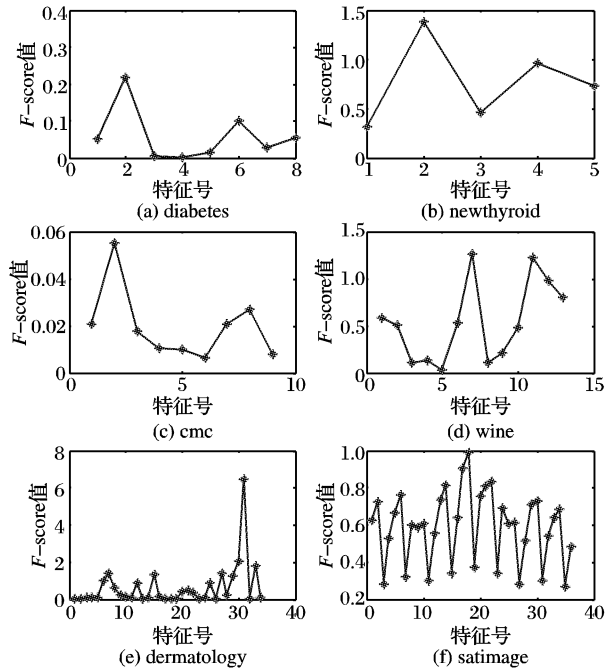 0.4
0.3
0.2
0.1
0
F-score值
0 2 4 6 8
特征号
(a) diabetes
1.5
1.0
0.5
0
F-score值
1 2 3 4 5
特征号
(b) newthyroid
0.06
0.04
0.02
0
F-score值
0 5 10
特征号
(c) cmc
1.5
1.0
0.5
0
F-score值
0 5 10 15
特征号
(d) wine
8
6
4
2
0
F-score值
0 10 20 30 40
特征号
(e) dermatology
1.0
0.8
0.6
0.4
0.2
F-score值
0 10 20 30 40
特征号
(f) satimage